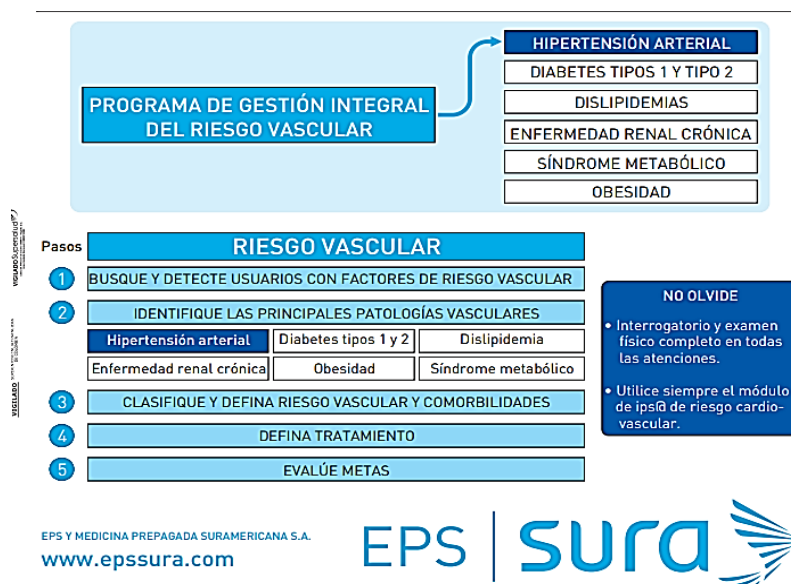 PROGRAMA DE GESTIÓN INTEGRAL
DEL RIESGO VASCULAR
HIPERTENSIÓN ARTERIAL
DIABETES TIPOS 1 Y TIPO 2
DISLIPIDEMIAS
ENFERMEDAD RENAL CRÓNICA
SÍNDROME METABÓLICO
OBESIDAD
Pasos
RIESGO VASCULAR
1 BUSQUE Y DETECTE USUARIOS CON FACTORES DE RIESGO VASCULAR
2 IDENTIFIQUE LAS PRINCIPALES PATOLOGÍAS VASCULARES
Hipertensión arterial Diabetes tipos 1 y 2 Dislipidemia
Enfermedad renal crónica Obesidad Síndrome metabólico
3 CLASIFIQUE Y DEFINA RIESGO VASCULAR Y COMORBILIDADES
4 DEFINA TRATAMIENTO
5 EVALÚE METAS
NO OLVIDE
• Interrogatorio y examen
físico completo en todas
las atenciones.
• Utilice siempre el módulo
de ips@ de riesgo cardio-
vascular.
VIGILADO Supersalud
VIGILADO
EPS Y MEDICINA PREPAGADA SURAMERICANA S.A.
www.epssura.com
EPS sura